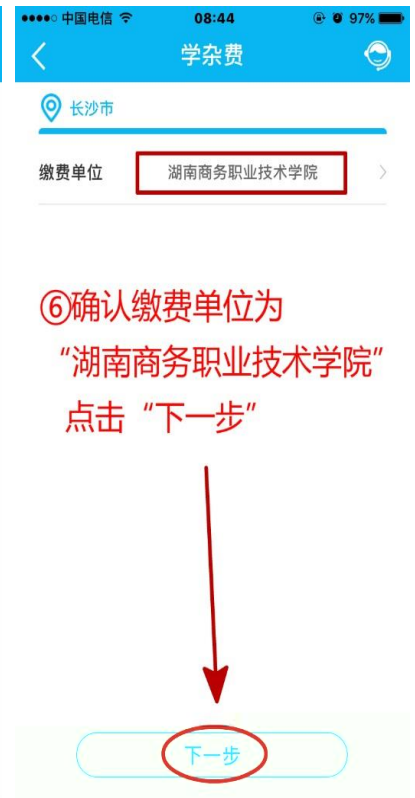 中国电信 08:44 97%
学杂费
长沙市
缴费单位 湖南商务职业技术学院
⑥确认缴费单位为
“湖南商务职业技术学院”
点击“下一步”
下一步